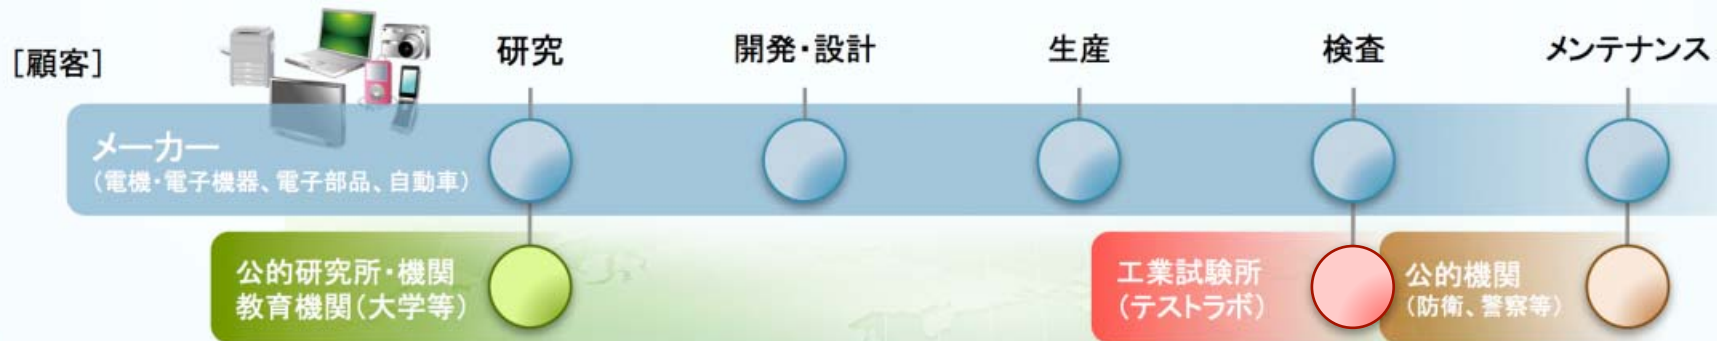 [顧客]
研究
開発・設計
生産
検査
メンテナンス
メーカー
(電機・電子機器、電子部品、自動車)
公的研究所・機関
教育機関(大学等)
工業試験所
(テストラボ)
公的機関
(防衛、警察等)